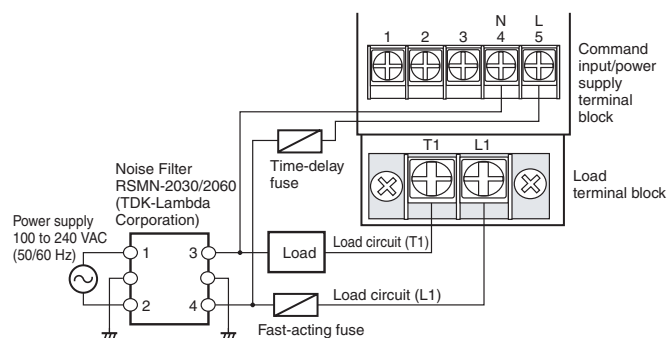 N L
1 2 3 4 5
Command
input/power
supply
terminal
block
T1 L1
Time-delay
fuse
Load
terminal block
Noise Filter
RSMN-2030/2060
(TDK-Lambda
Corporation)
Power supply
100 to 240 VAC
(50/60 Hz)
1 3
Load
Load circuit (T1)
2 4
Load circuit (L1)
Fast-acting fuse